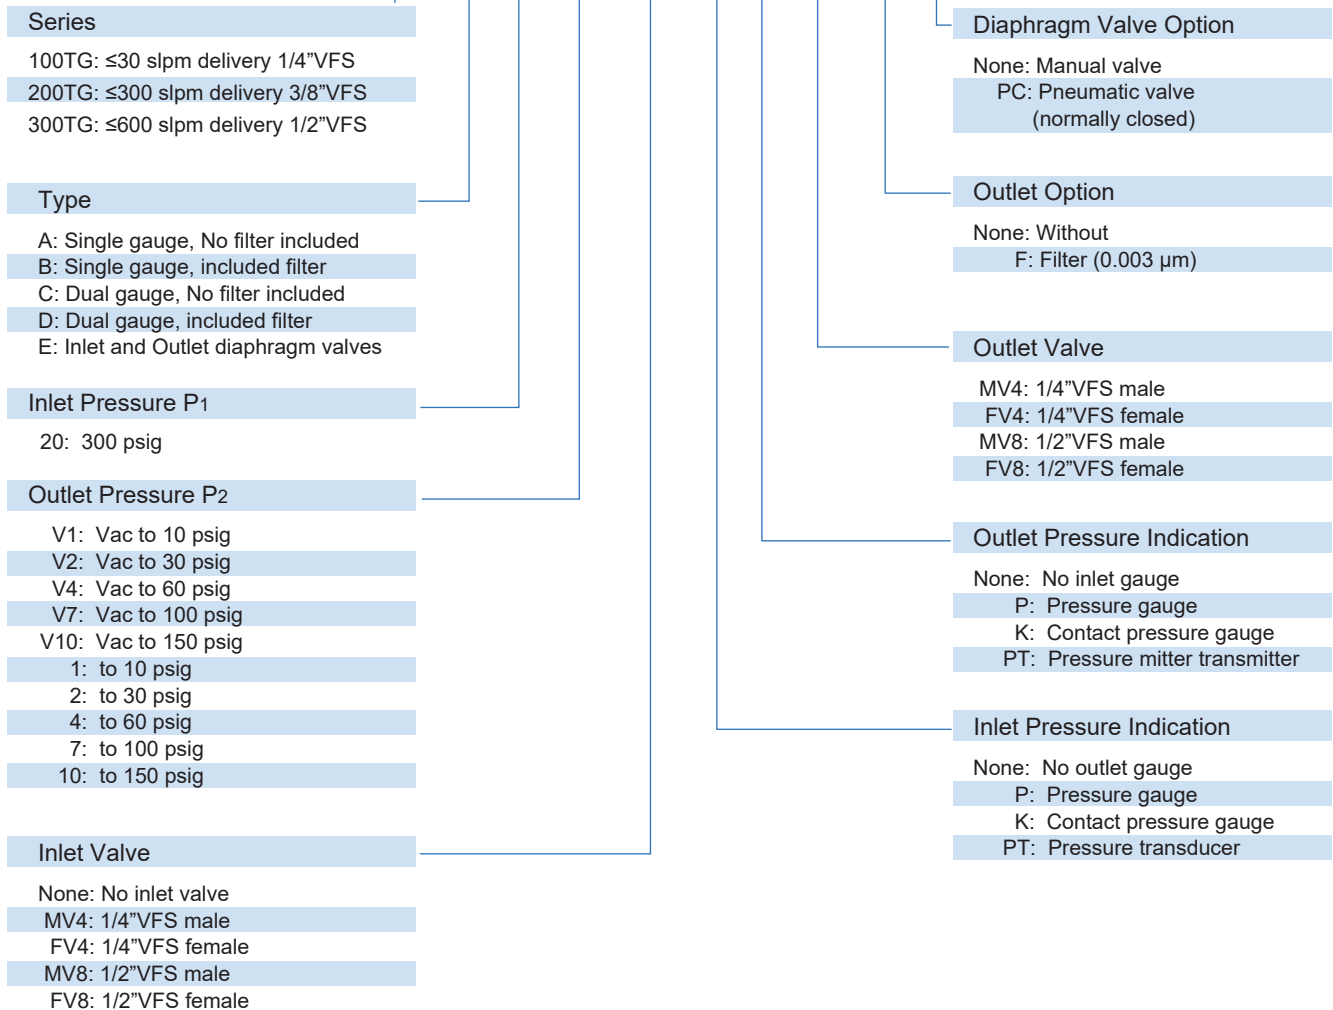 Series
100TG: ≤30 slpm delivery 1/4”VFS
200TG: ≤300 slpm delivery 3/8”VFS
300TG: ≤600 slpm delivery 1/2”VFS
Type
A: Single gauge, No filter included
B: Single gauge, included filter
C: Dual gauge, No filter included
D: Dual gauge, included filter
E: Inlet and Outlet diaphragm valves
Inlet Pressure P1
20: 300 psig
Outlet Pressure P2
V1: Vac to 10 psig
V2: Vac to 30 psig
V4: Vac to 60 psig
V7: Vac to 100 psig
V10: Vac to 150 psig
1: to 10 psig
2: to 30 psig
4: to 60 psig
7: to 100 psig
10: to 150 psig
Inlet Valve
None: No inlet valve
MV4: 1/4”VFS male
FV4: 1/4”VFS female
MV8: 1/2”VFS male
FV8: 1/2”VFS female
Diaphragm Valve Option
None: Manual valve
PC: Pneumatic valve
(normally closed)
Outlet Option
None: Without
F: Filter (0.003 µm)
Outlet Valve
MV4: 1/4”VFS male
FV4: 1/4”VFS female
MV8: 1/2”VFS male
FV8: 1/2”VFS female
Outlet Pressure Indication
None: No inlet gauge
P: Pressure gauge
K: Contact pressure gauge
PT: Pressure mitter transmitter
Inlet Pressure Indication
None: No outlet gauge
P: Pressure gauge
K: Contact pressure gauge
PT: Pressure transducer